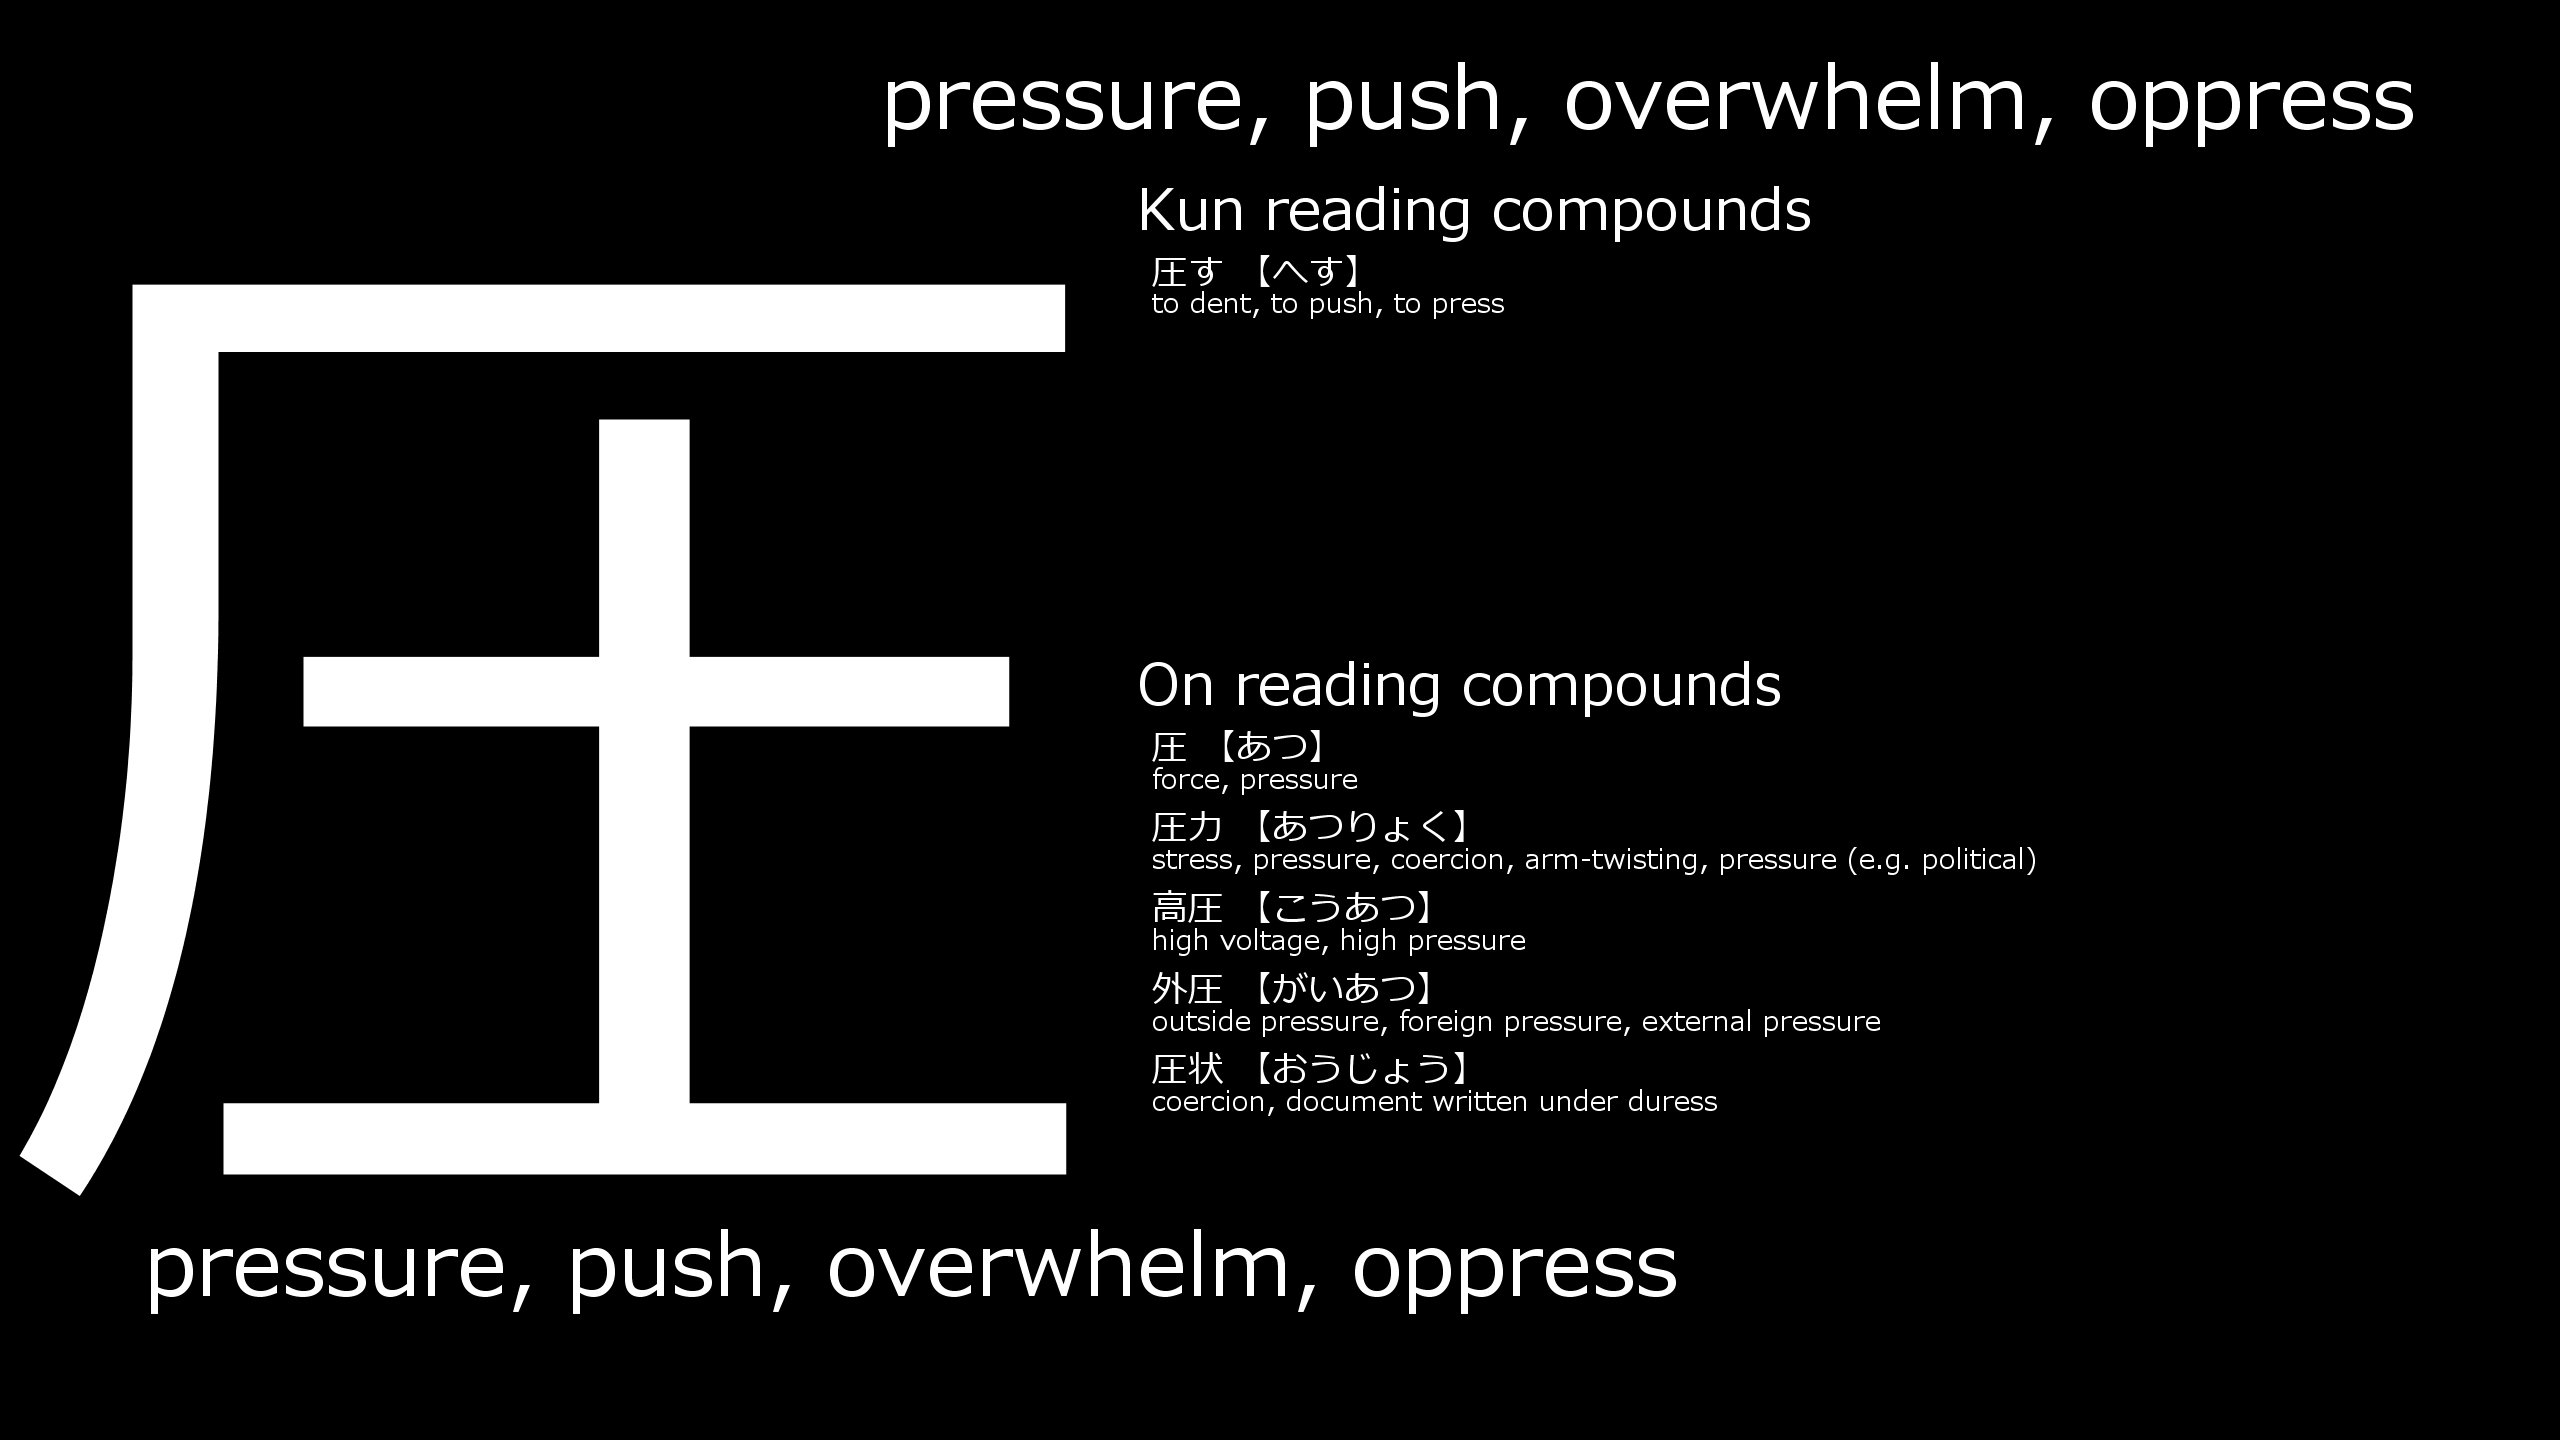 pressure, push, overwhelm, oppress
圧
Kun reading compounds
圧す 【へす】
to dent, to push, to press
On reading compounds
圧 【あつ】
force, pressure
圧力 【あつりょく】
stress, pressure, coercion, arm-twisting, pressure (e.g. political)
高圧 【こうあつ】
high voltage, high pressure
外圧 【がいあつ】
outside pressure, foreign pressure, external pressure
圧状 【おうじょう】
coercion, document written under duress
pressure, push, overwhelm, oppress